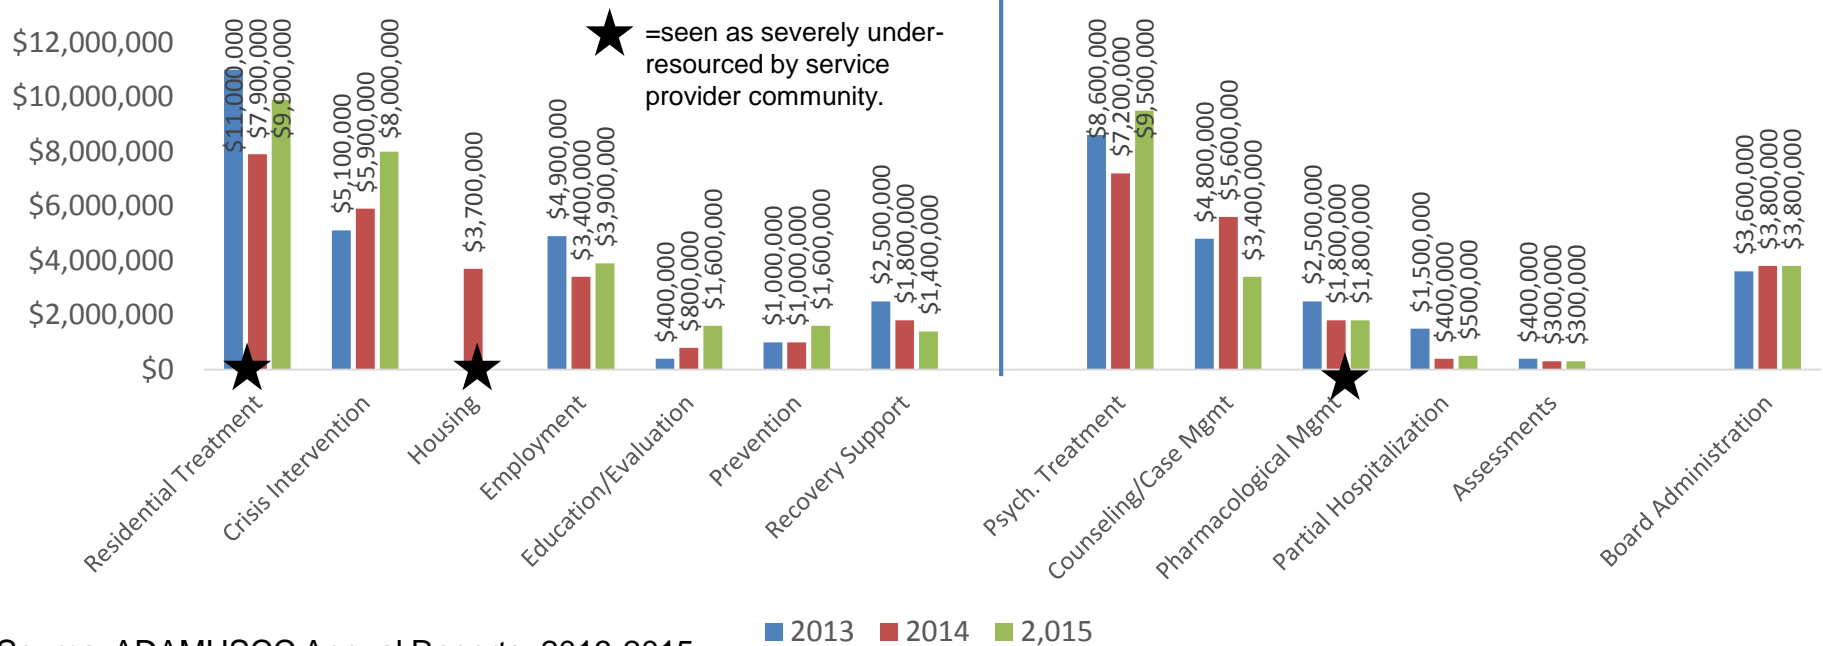 =seen as severely under-
resourced by service
provider community.
$12,000,000
$10,000,000
$8,000,000
$6,000,000
$4,000,000
$2,000,000
$0
$11,000,000
$7,900,000
$9,900,000
$5,100,000
$5,900,000
$8,000,000
$3,700,000
$4,900,000
$3,400,000
$3,900,000
$400,000
$800,000
$1,600,000
$1,000,000
$1,000,000
$1,600,000
$2,500,000
$1,800,000
$1,400,000
$8,600,000
$7,200,000
$9,500,000
$4,800,000
$5,600,000
$3,400,000
$2,500,000
$1,800,000
$1,800,000
$1,500,000
$400,000
$500,000
$400,000
$300,000
$300,000
$3,600,000
$3,800,000
$3,800,000
Residential Treatment
Crisis Intervention
Housing
Employment
Education/Evaluation
Prevention
Recovery Support
Psych. Treatment
Counseling/Case Mgmt
Pharmacological Mgmt
Partial Hospitalization
Assessments
Board Administration
2013 2014 2,015